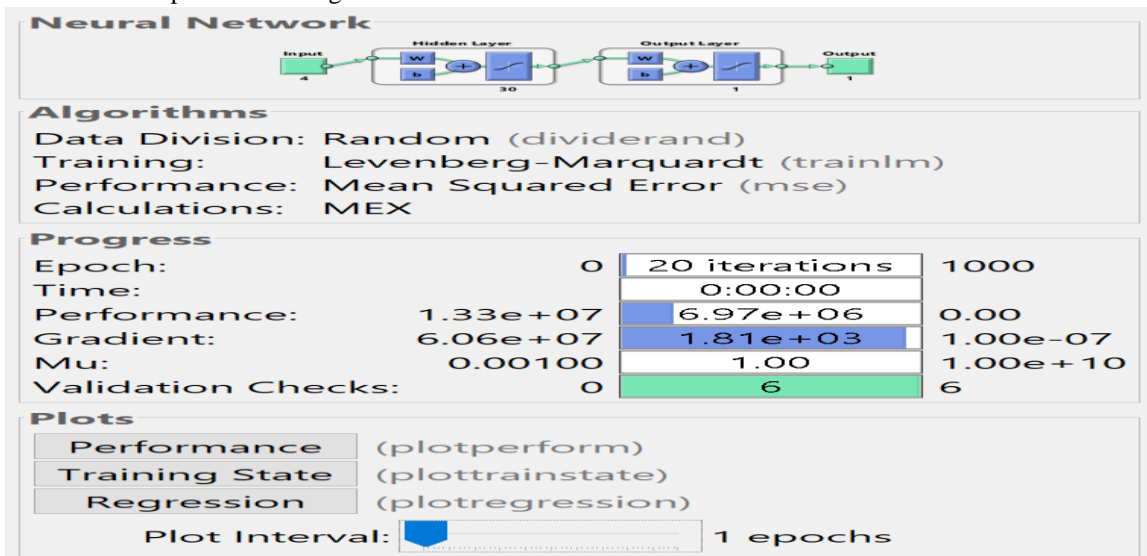 Neural Network
Hidden Layer Output Layer
Input W b + W b + Output
4 30 1 1
Algorithms
Data Division: Random (dividerand)
Training: Levenberg-Marquardt (trainlm)
Performance: Mean Squared Error (mse)
Calculations: MEX
Progress
Epoch: 0 20 iterations 1000
Time: 0:00:00
Performance: 1.33e+07 6.97e+06 0.00
Gradient: 6.06e+07 1.81e+03 1.00e-07
Mu: 0.00100 1.00 1.00e+10
Validation Checks: 0 6 6
Plots
Performance (plotperform)
Training State (plottrainstate)
Regression (plotregression)
Plot Interval: 1 epochs